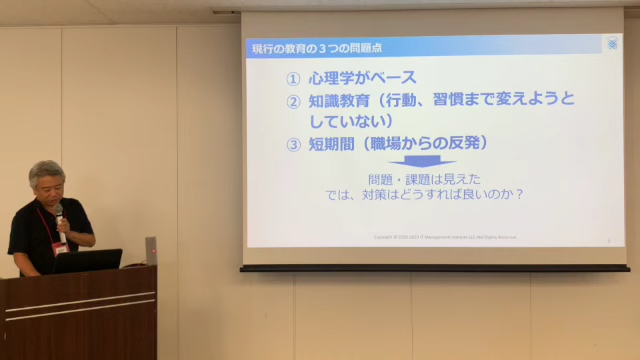 現行の教育の３つの問題点
① 心理学がベース
② 知識教育（行動、習慣まで変えようと
していない）
③ 短期間（職場からの反発）
問題・課題は見えた
では、対策はどうすれば良いのか？